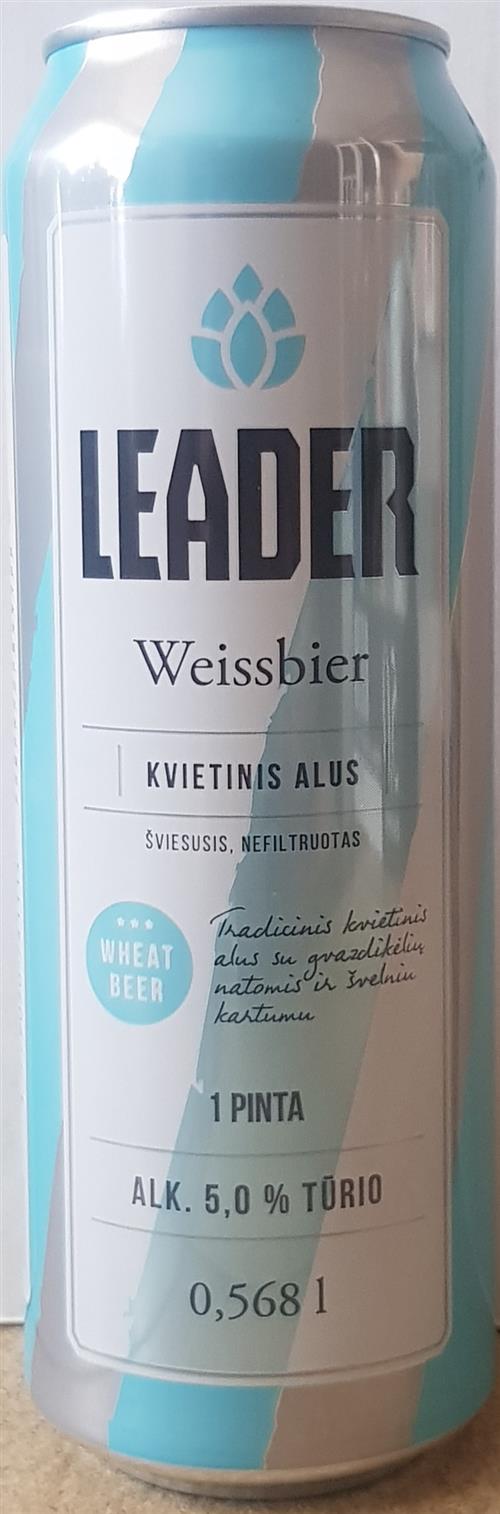 LEADER
Weissbier
KVIETINIS ALUS
ŠVIESUSIS, NEFILTRUOTAS
WHEAT
BEER
Tradicinis kvietinis
alus su gvazdikėlių
natomis ir švelniu
kartumu
1 PINTA
ALK. 5,0 % TŪRIO
0,568 l